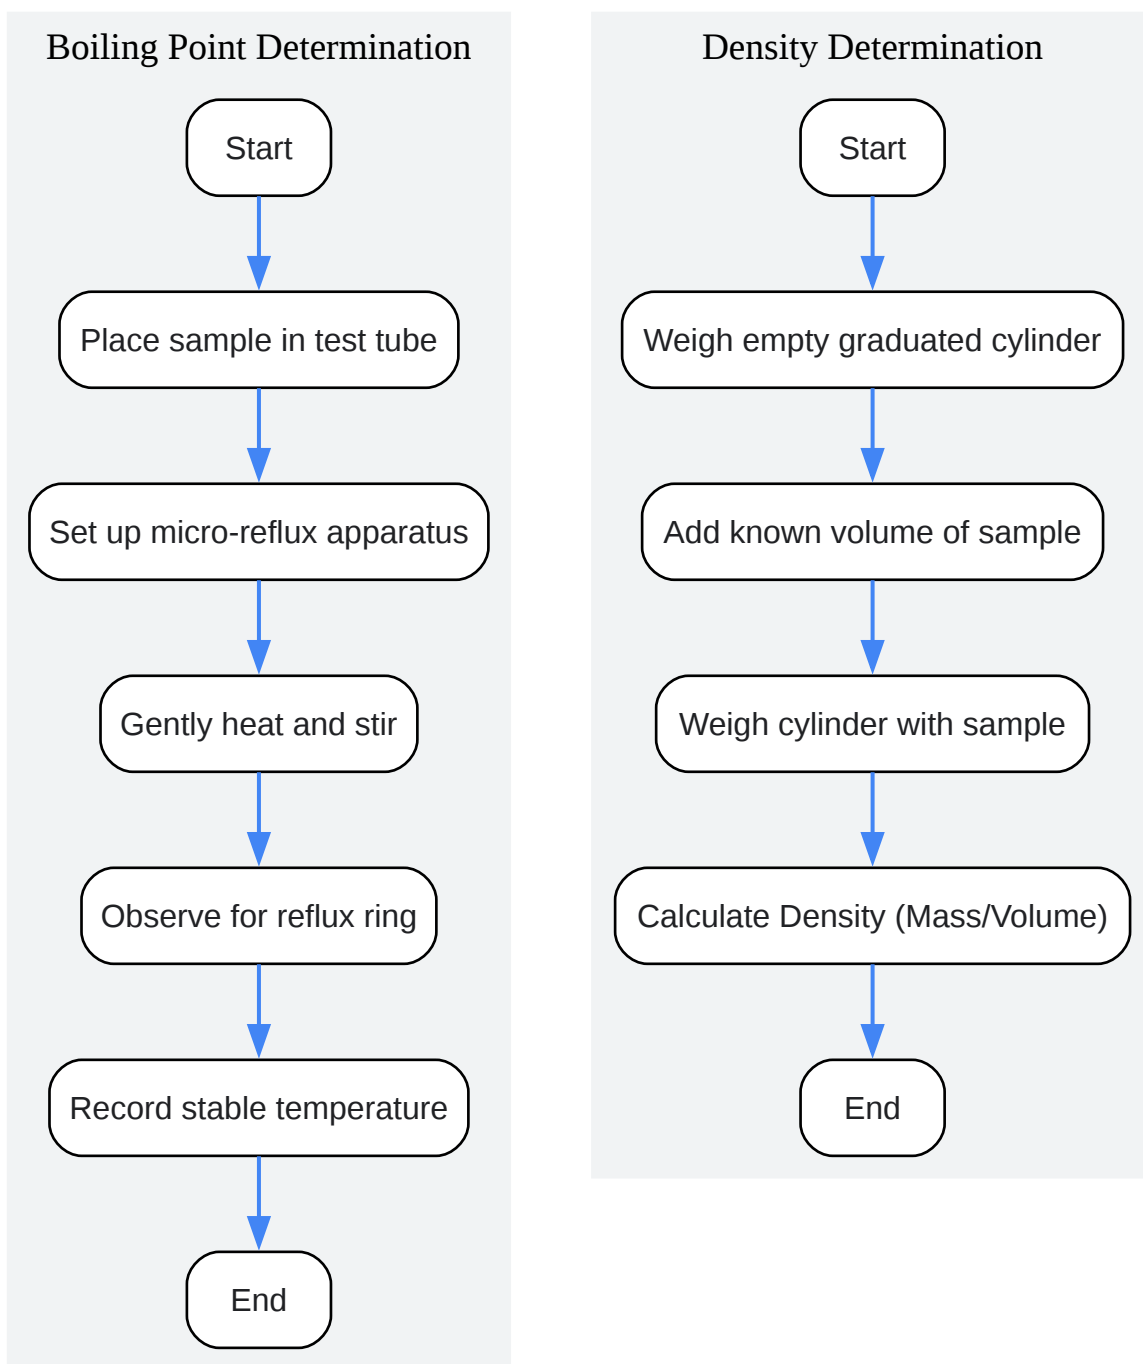 Boiling Point Determination
Start
Place sample in test tube
Set up micro-reflux apparatus
Gently heat and stir
Observe for reflux ring
Record stable temperature
End
Density Determination
Start
Weigh empty graduated cylinder
Add known volume of sample
Weigh cylinder with sample
Calculate Density (Mass/Volume)
End